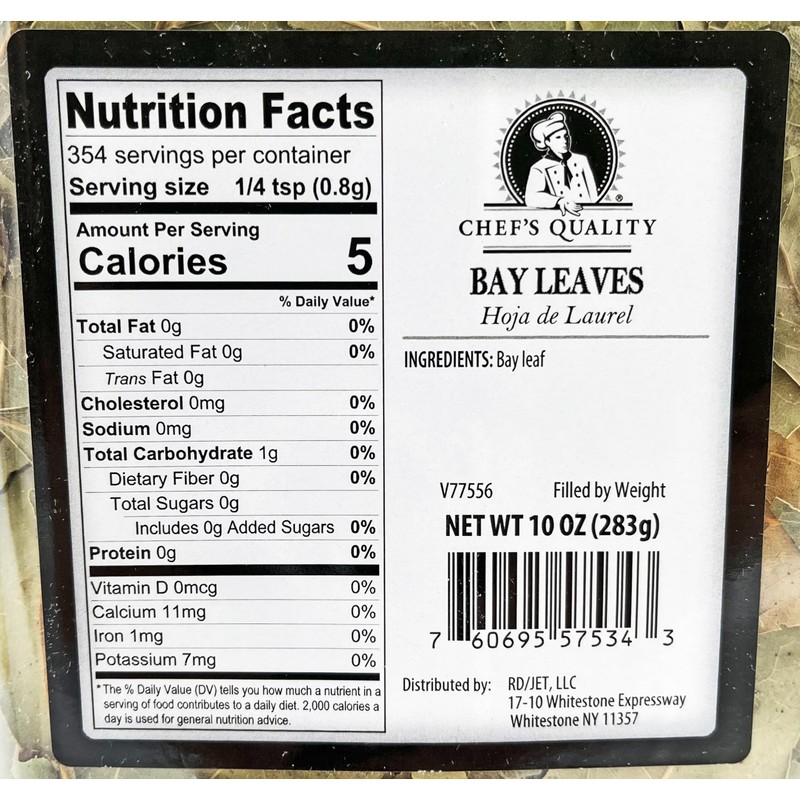 Nutrition Facts
354 servings per container
Serving size 1/4 tsp (0.8g)
Amount Per Serving
Calories 5
% Daily Value*
Total Fat 0g 0%
Saturated Fat 0g 0%
Trans Fat 0g
Cholesterol 0mg 0%
Sodium 0mg 0%
Total Carbohydrate 1g 0%
Dietary Fiber 0g 0%
Total Sugars 0g
Includes 0g Added Sugars 0%
Protein 0g 0%
Vitamin D 0mcg 0%
Calcium 11mg 0%
Iron 1mg 0%
Potassium 7mg 0%
*The % Daily Value (DV) tells you how much a nutrient in a
serving of food contributes to a daily diet. 2,000 calories a
day is used for general nutrition advice.
®
CHEF'S QUALITY
BAY LEAVES
Hoja de Laurel
INGREDIENTS: Bay leaf
V77556 Filled by Weight
NET WT 10 OZ (283g)
7 60695 57534 3
Distributed by: RD/JET, LLC
17-10 Whitestone Expressway
Whitestone NY 11357